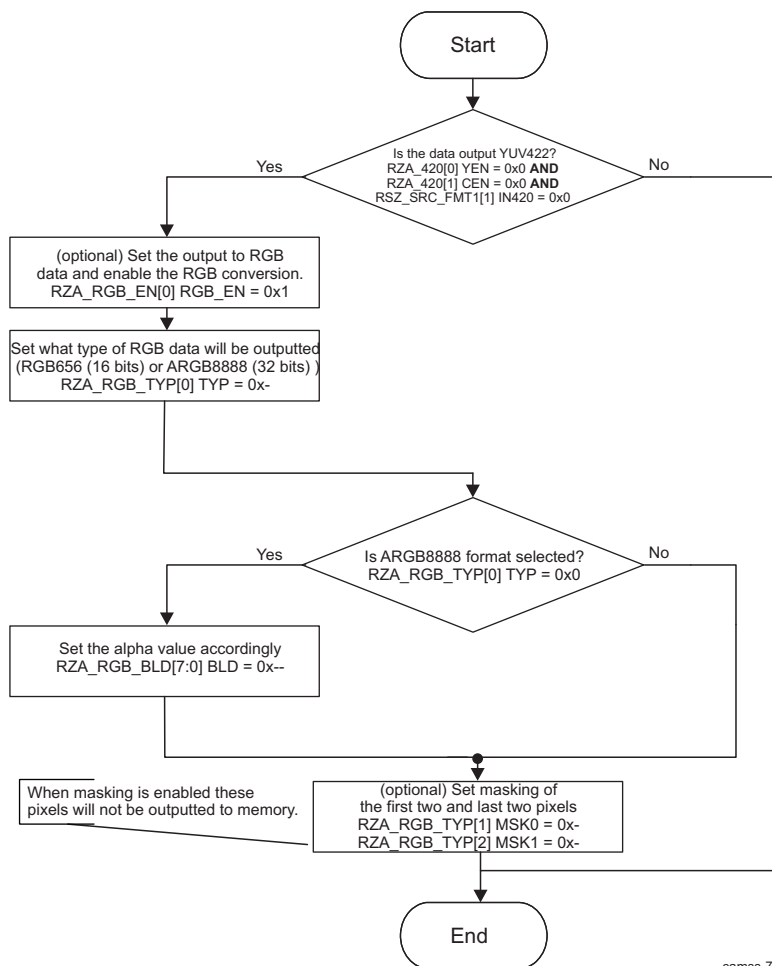 Start
Is the data output YUV422?
RZA_420[0] YEN = 0x0 AND
RZA_420[1] CEN = 0x0 AND
RSZ_SRC_FMT1[1] IN420 = 0x0
Yes
No
(optional) Set the output to RGB
data and enable the RGB conversion.
RZA_RGB_EN[0] RGB_EN = 0x1
Set what type of RGB data will be outputted
(RGB656 (16 bits) or ARGB8888 (32 bits) )
RZA_RGB_TYP[0] TYP = 0x-
Yes
Is ARGB8888 format selected?
RZA_RGB_TYP[0] TYP = 0x0
No
Set the alpha value accordingly
RZA_RGB_BLD[7:0] BLD = 0x--
When masking is enabled these
pixels will not be outputted to memory.
(optional) Set masking of
the first two and last two pixels
RZA_RGB_TYP[1] MSK0 = 0x-
RZA_RGB_TYP[2] MSK1 = 0x-
End